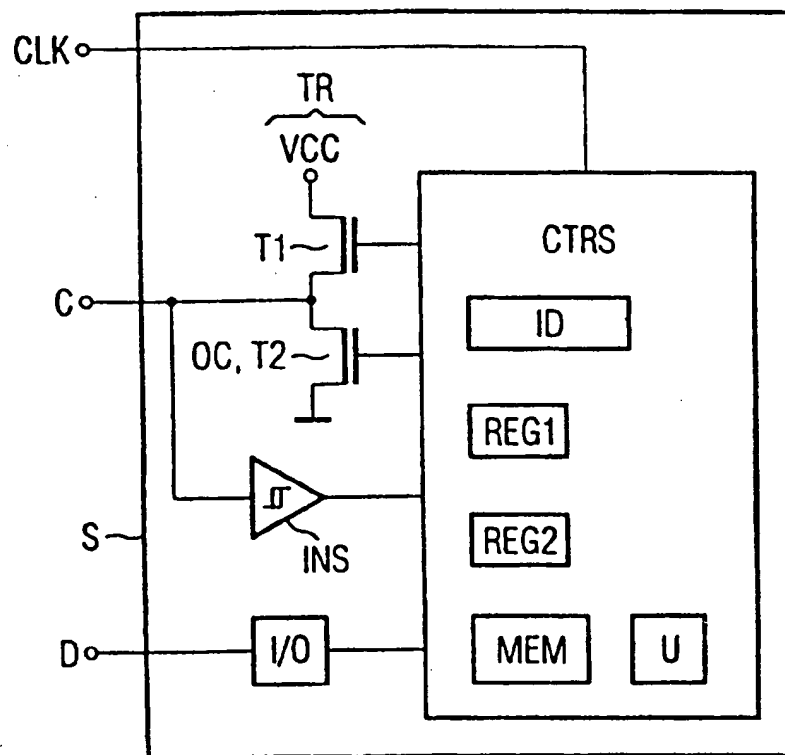 CLK
TR
VCC
T1
CTRS
C
ID
OC, T2
REG1
S
INS
REG2
D
I/O
MEM
U